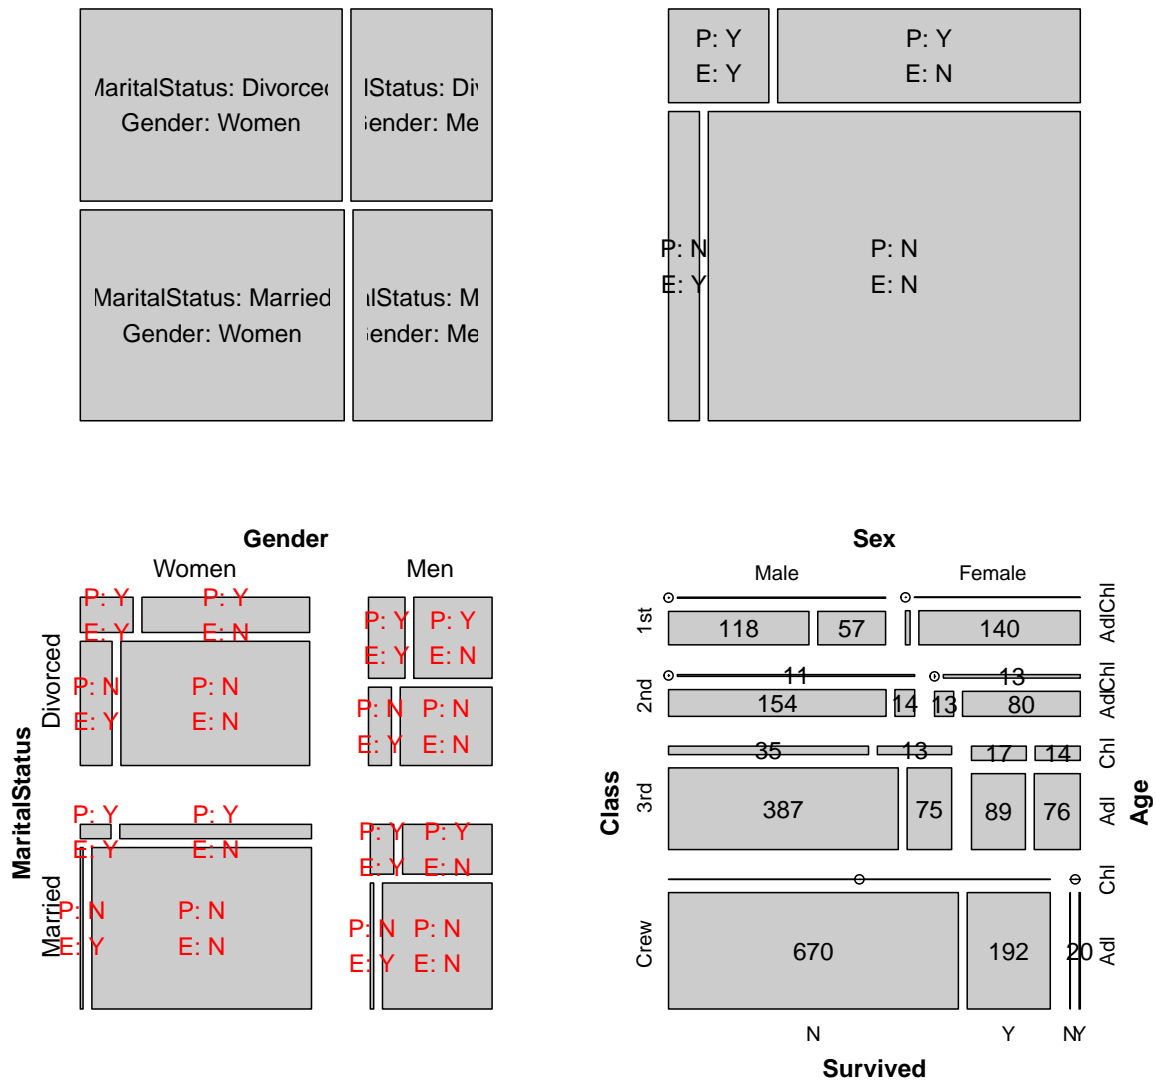 MaritalStatus: Divorced
Gender: Women
lStatus: Di
ender: Me
MaritalStatus: Married
Gender: Women
alStatus: M
ender: Me
P: Y
E: Y
P: Y
E: N
P: N
E: Y
P: N
E: N
Gender
Women
Men
MaritalStatus
Divorced
Married
P: Y
P: Y
E: Y
E: N
P: Y
P: Y
E: Y
E: N
P: N
P: N
E: Y
E: N
P: N
P: N
E: Y
E: N
P: Y
P: Y
E: Y
E: N
P: Y
P: Y
E: Y
E: N
P: N
P: N
E: Y
E: N
P: N
P: N
E: Y
E: N
Sex
Male
Female
Class
1st
2nd
3rd
Crew
118
57
140
11
13
154
14
13
80
35
13
17
14
387
75
89
76
670
192
20
Chl
Adl
Chl
Adl
Chl
Adl
Chl
Adl
Age
N
Y
N
Y
Survived